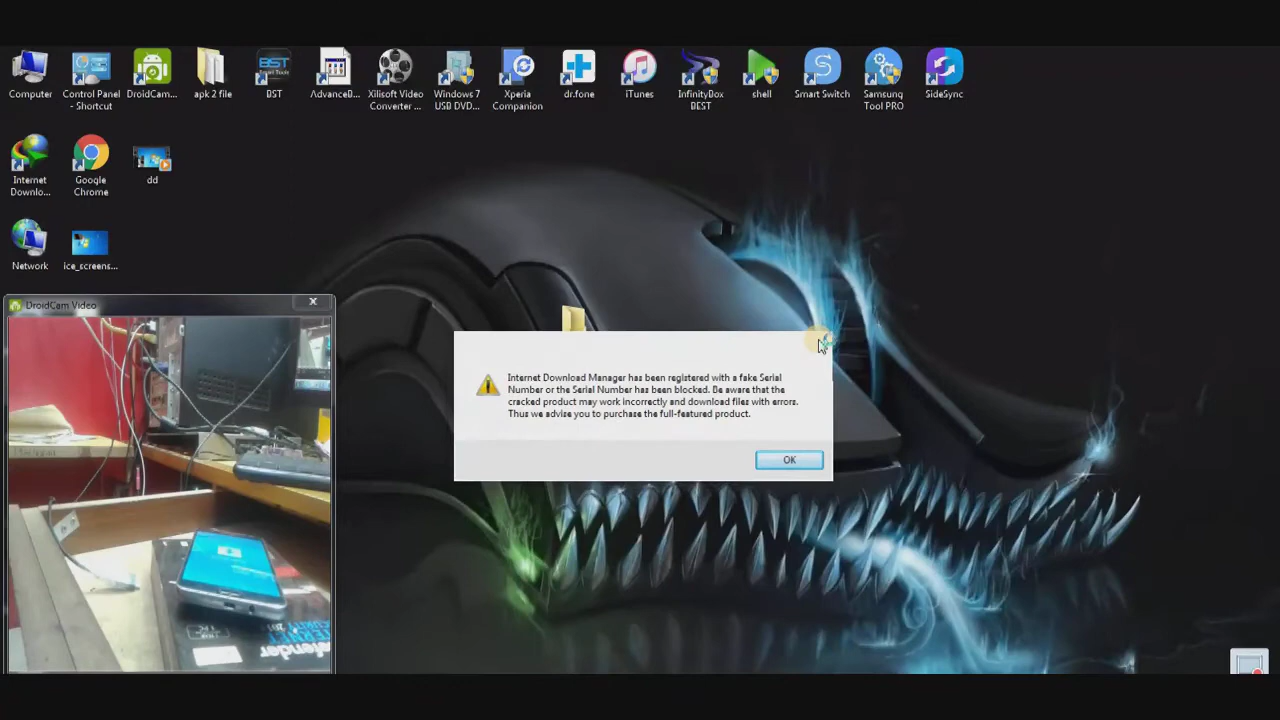 Computer
Control Panel
- Shortcut
DroidCam...
apk 2 file
BST
BST
Smart Tools
AdvanceB...
Xilisoft Video
Converter ...
Windows 7
USB DVD...
Xperia
Companion
dr.fone
iTunes
InfinityBox
BEST
shell
Smart Switch
Samsung
Tool PRO
SideSync
Internet
Downlo...
Google
Chrome
dd
Network
ice_screens...
DroidCam Video
Internet Download Manager has been registered with a fake Serial
Number or the Serial Number has been blocked. Be aware that the
cracked product may work incorrectly and download files with errors.
Thus we advise you to purchase the full-featured product.
OK